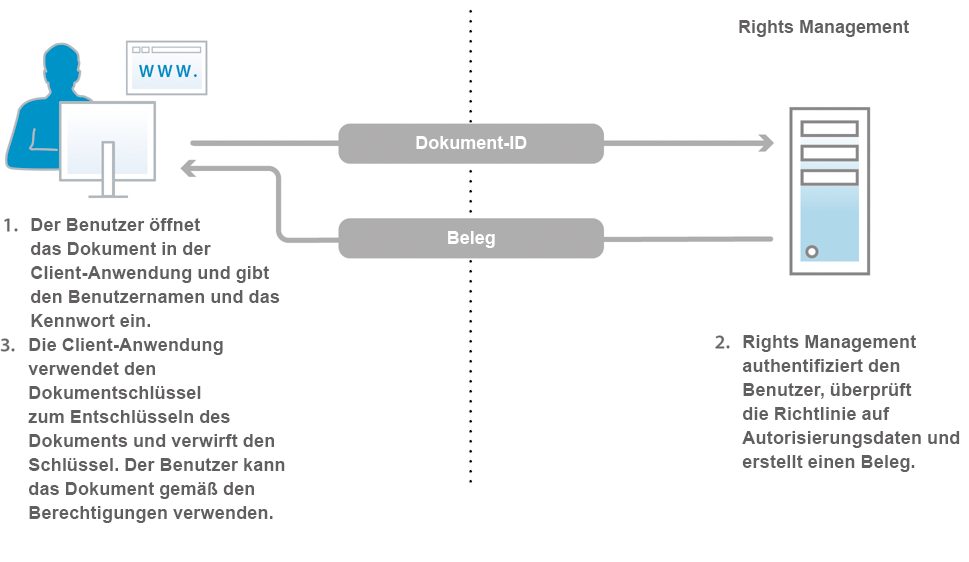 Rights Management
WWW.
Dokument-ID
Beleg
1. Der Benutzer öffnet
das Dokument in der
Client-Anwendung und gibt
den Benutzernamen und das
Kennwort ein.
3. Die Client-Anwendung
verwendet den
Dokumentschlüssel
zum Entschlüsseln des
Dokuments und verwirft den
Schlüssel. Der Benutzer kann
das Dokument gemäß den
Berechtigungen verwenden.
2. Rights Management
authentifiziert den
Benutzer, überprüft
die Richtlinie auf
Autorisierungsdaten und
erstellt einen Beleg.